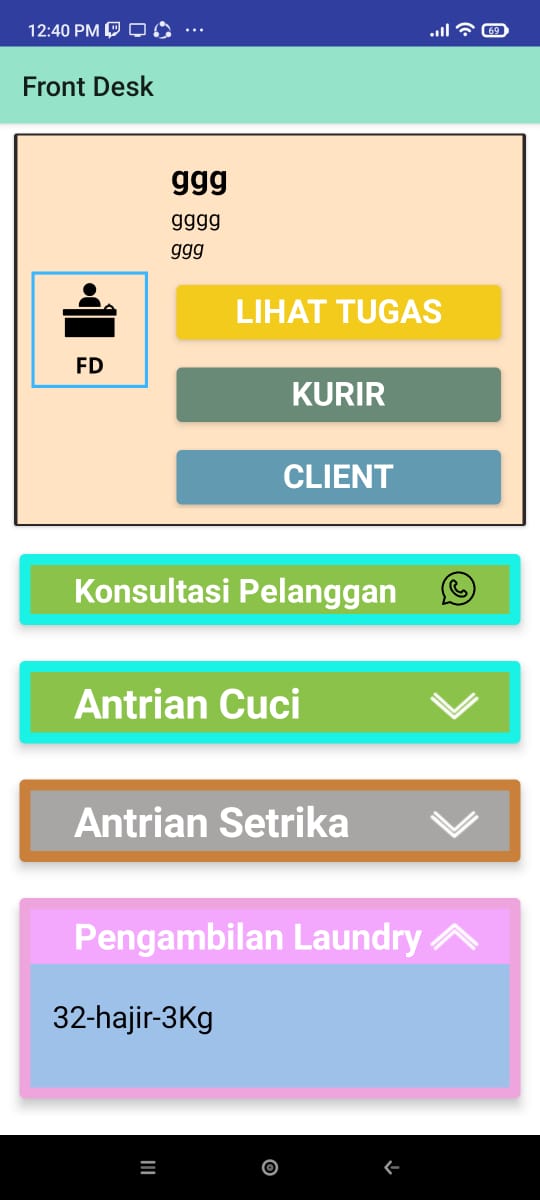 12:40 PM
69
Front Desk
ggg
gggg
ggg
FD
LIHAT TUGAS
KURIR
CLIENT
Konsultasi Pelanggan
Antrian Cuci
Antrian Setrika
Pengambilan Laundry
32-hajir-3Kg